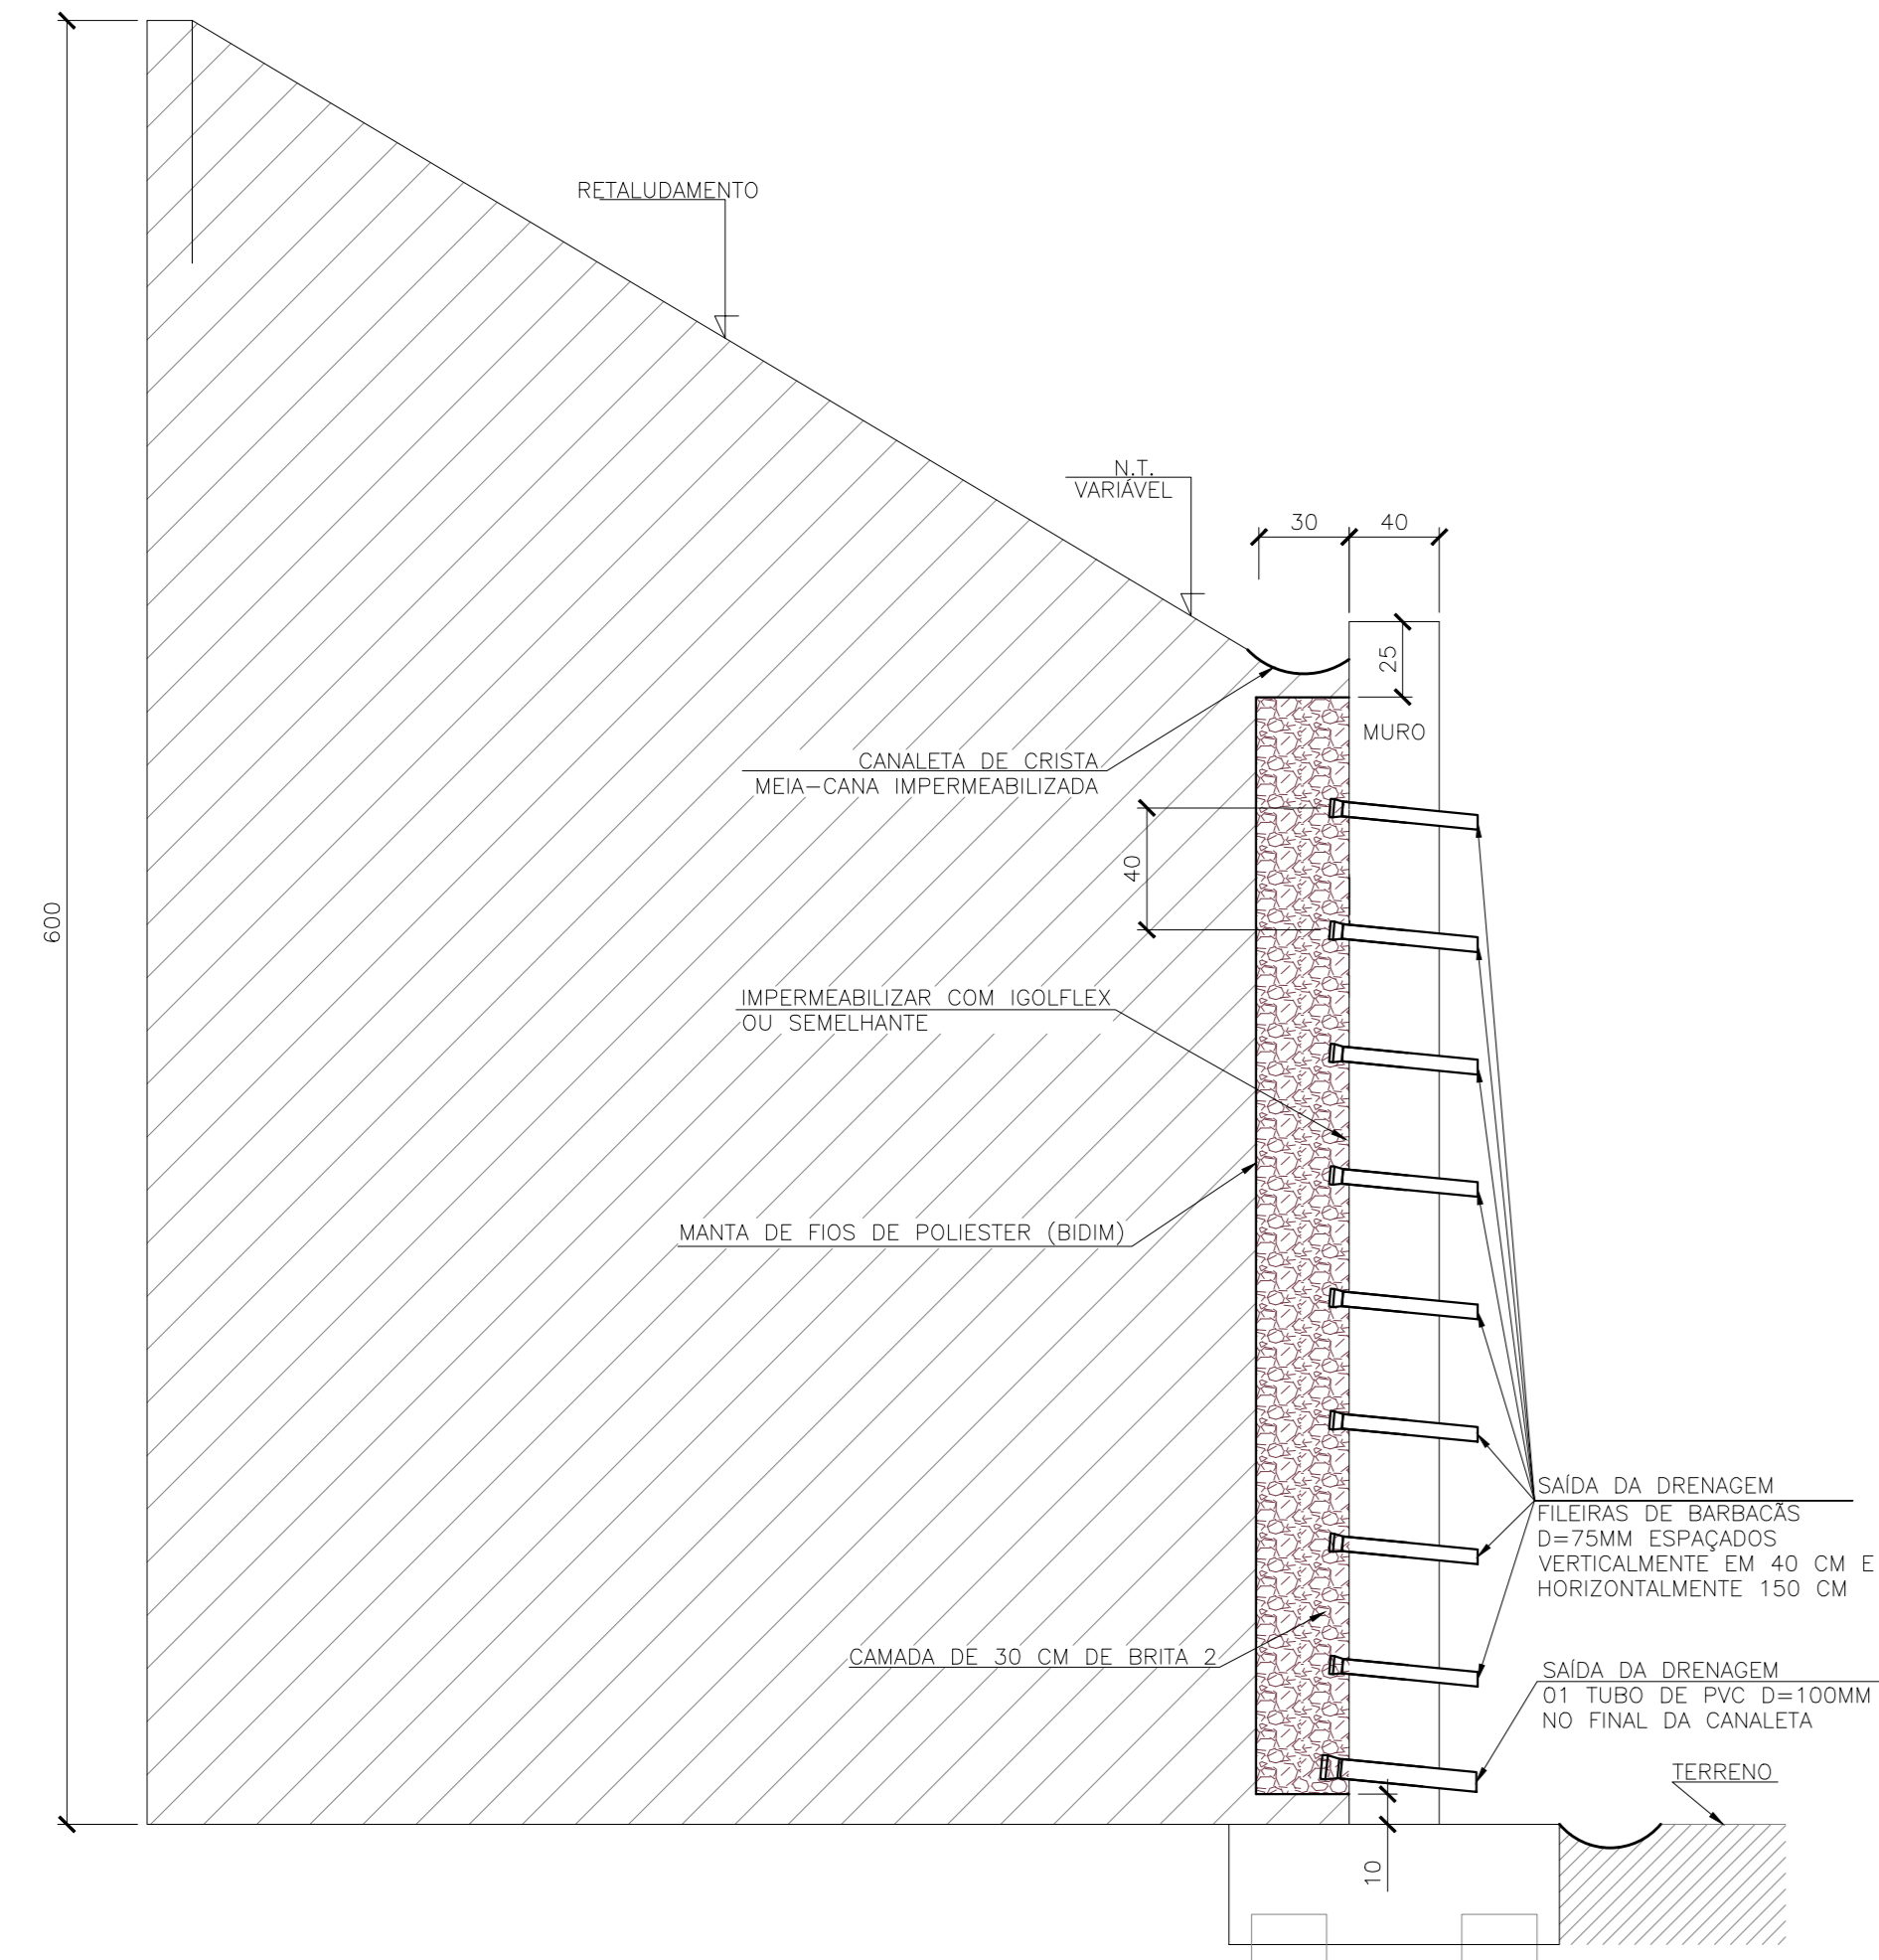 RETALUDAMENTO
N.T.
VARIÁVEL
30
40
25
MURO
CANALETA DE CRISTA
MEIA-CANA IMPERMEABILIZADA
40
600
IMPERMEABILIZAR COM IGOLFLEX
OU SEMELHANTE
MANTA DE FIOS DE POLIESTER (BIDIM)
SAÍDA DA DRENAGEM
FILEIRAS DE BARBACÃS
D=75MM ESPAÇADOS
VERTICALMENTE EM 40 CM E
HORIZONTALMENTE 150 CM
CAMADA DE 30 CM DE BRITA 2
SAÍDA DA DRENAGEM
01 TUBO DE PVC D=100MM
NO FINAL DA CANALETA
TERRENO
10